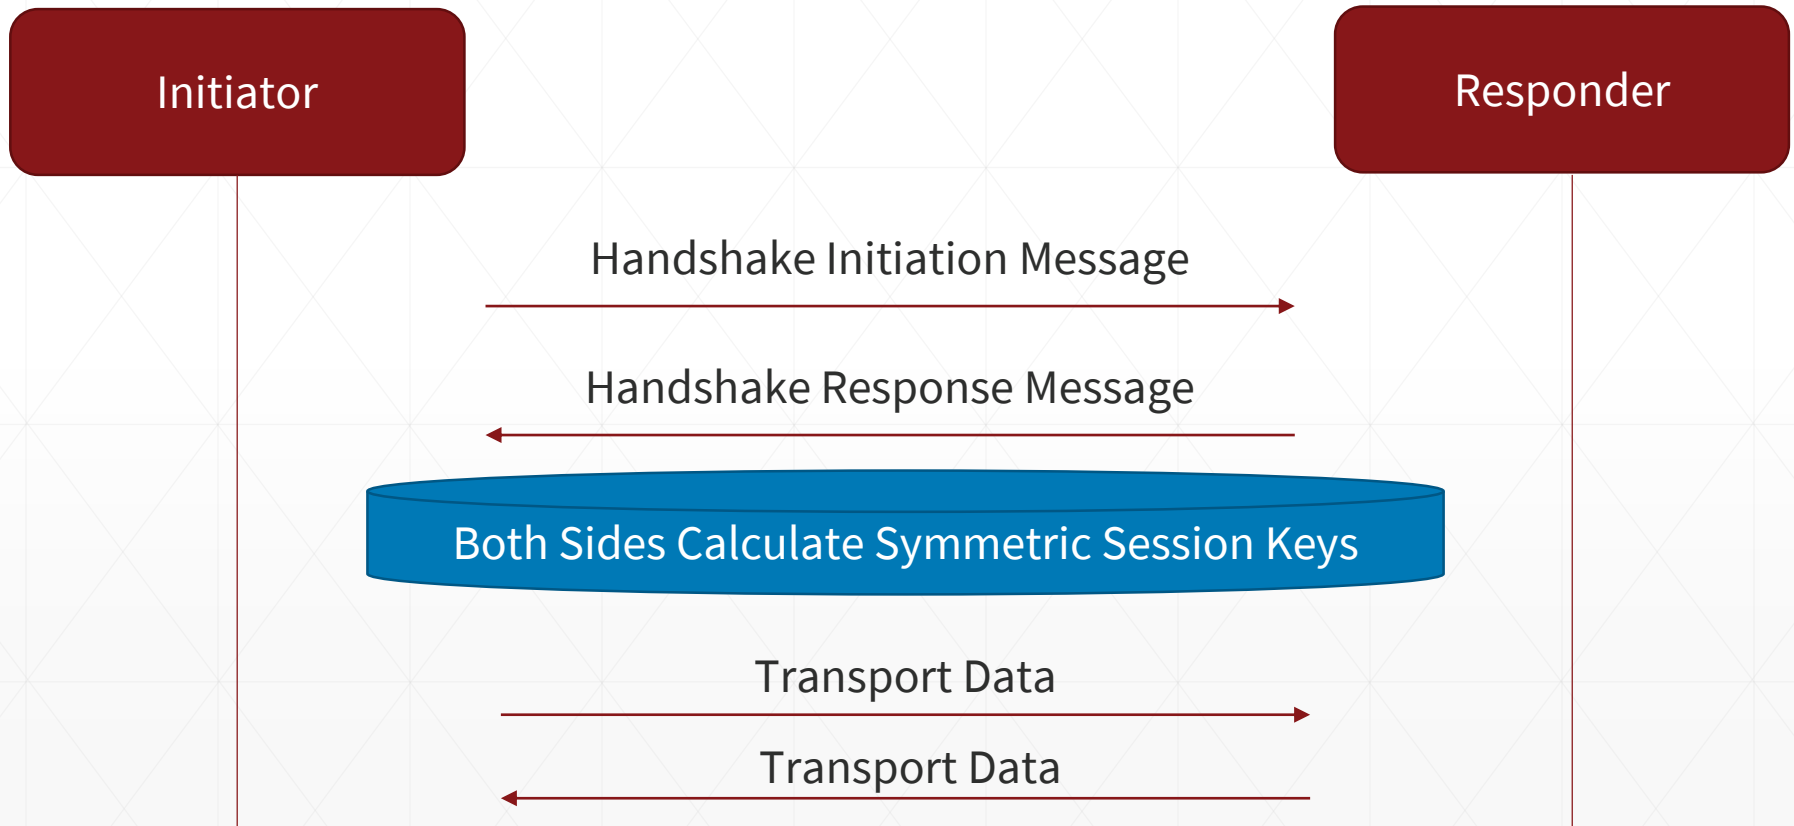 Initiator
Responder
Handshake Initiation Message
Handshake Response Message
Both Sides Calculate Symmetric Session Keys
Transport Data
Transport Data